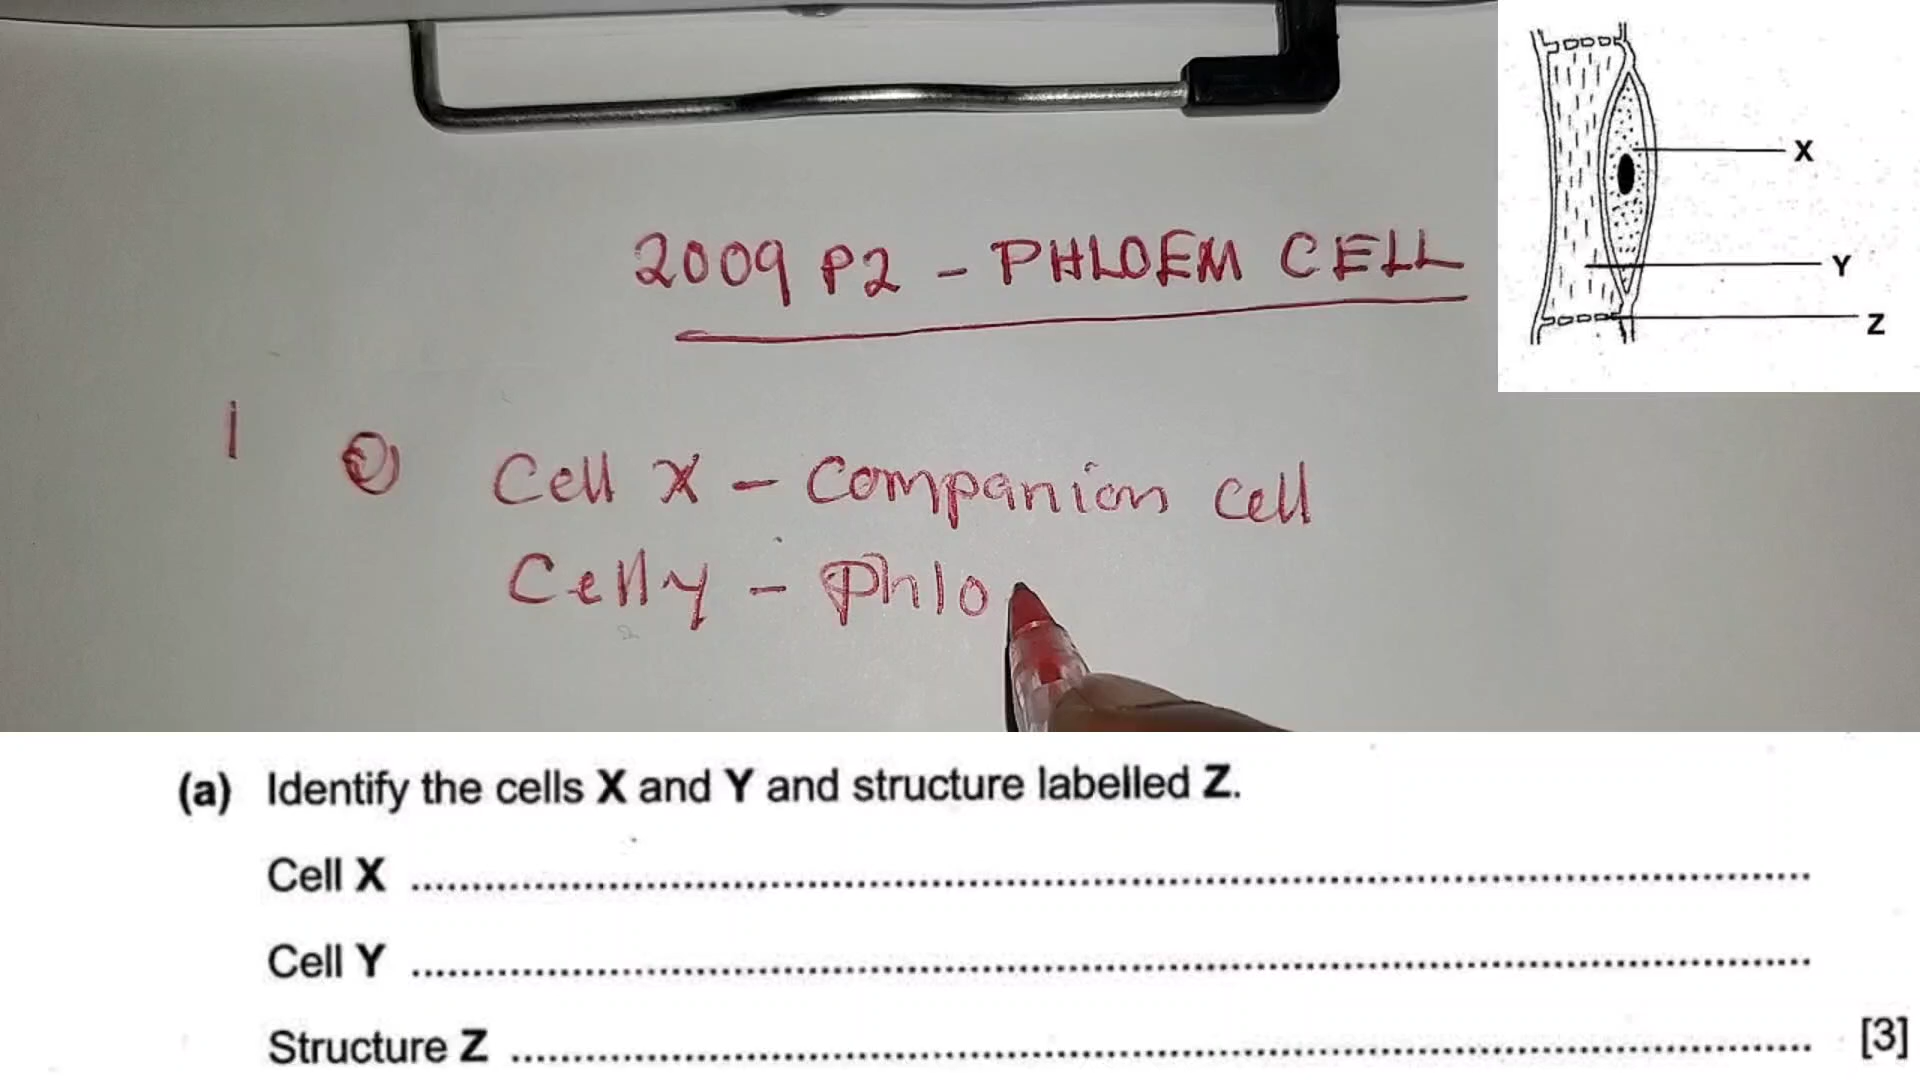 2009 P2 - PHLOEM CELL
X
Y
Z
1 a) Cell X - Companion cell
Cell y - Phlo
(a) Identify the cells X and Y and structure labelled Z.
Cell X ........................................
Cell Y ........................................
Structure Z ........................................ [3]